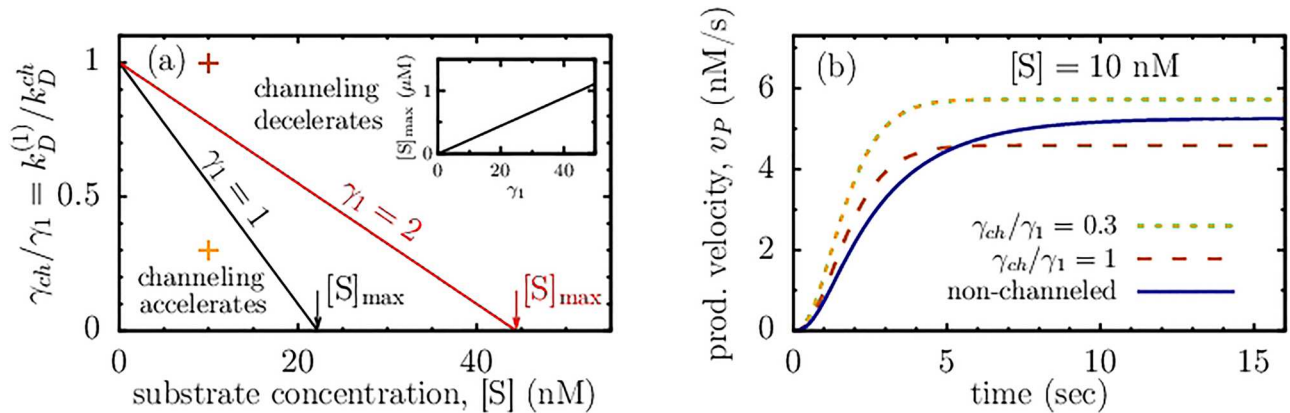 (a)
γch/γ1 = kD(1)/kDch
1
0.5
0
channeling
decelerates
γ1 = 1
γ1 = 2
channeling
accelerates
[S]max
[S]max
[S]max (μM)
1
0
0 20 40
γ1
0 20 40
substrate concentration, [S] (nM)
(b)
[S] = 10 nM
prod. velocity, vP (nM/s)
6
4
2
0
γch/γ1 = 0.3
γch/γ1 = 1
non-channeled
0 5 10 15
time (sec)